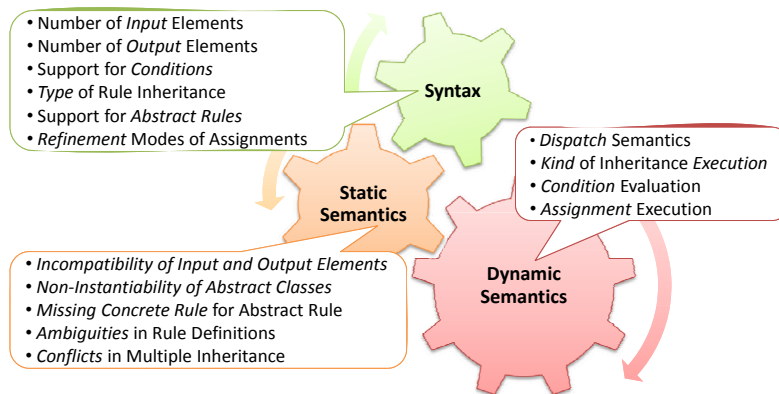 • Number of Input Elements
• Number of Output Elements
• Support for Conditions
• Type of Rule Inheritance
• Support for Abstract Rules
• Refinement Modes of Assignments
Syntax
• Dispatch Semantics
• Kind of Inheritance Execution
• Condition Evaluation
• Assignment Execution
Static
Semantics
• Incompatibility of Input and Output Elements
• Non-Instantiability of Abstract Classes
• Missing Concrete Rule for Abstract Rule
• Ambiguities in Rule Definitions
• Conflicts in Multiple Inheritance
Dynamic
Semantics